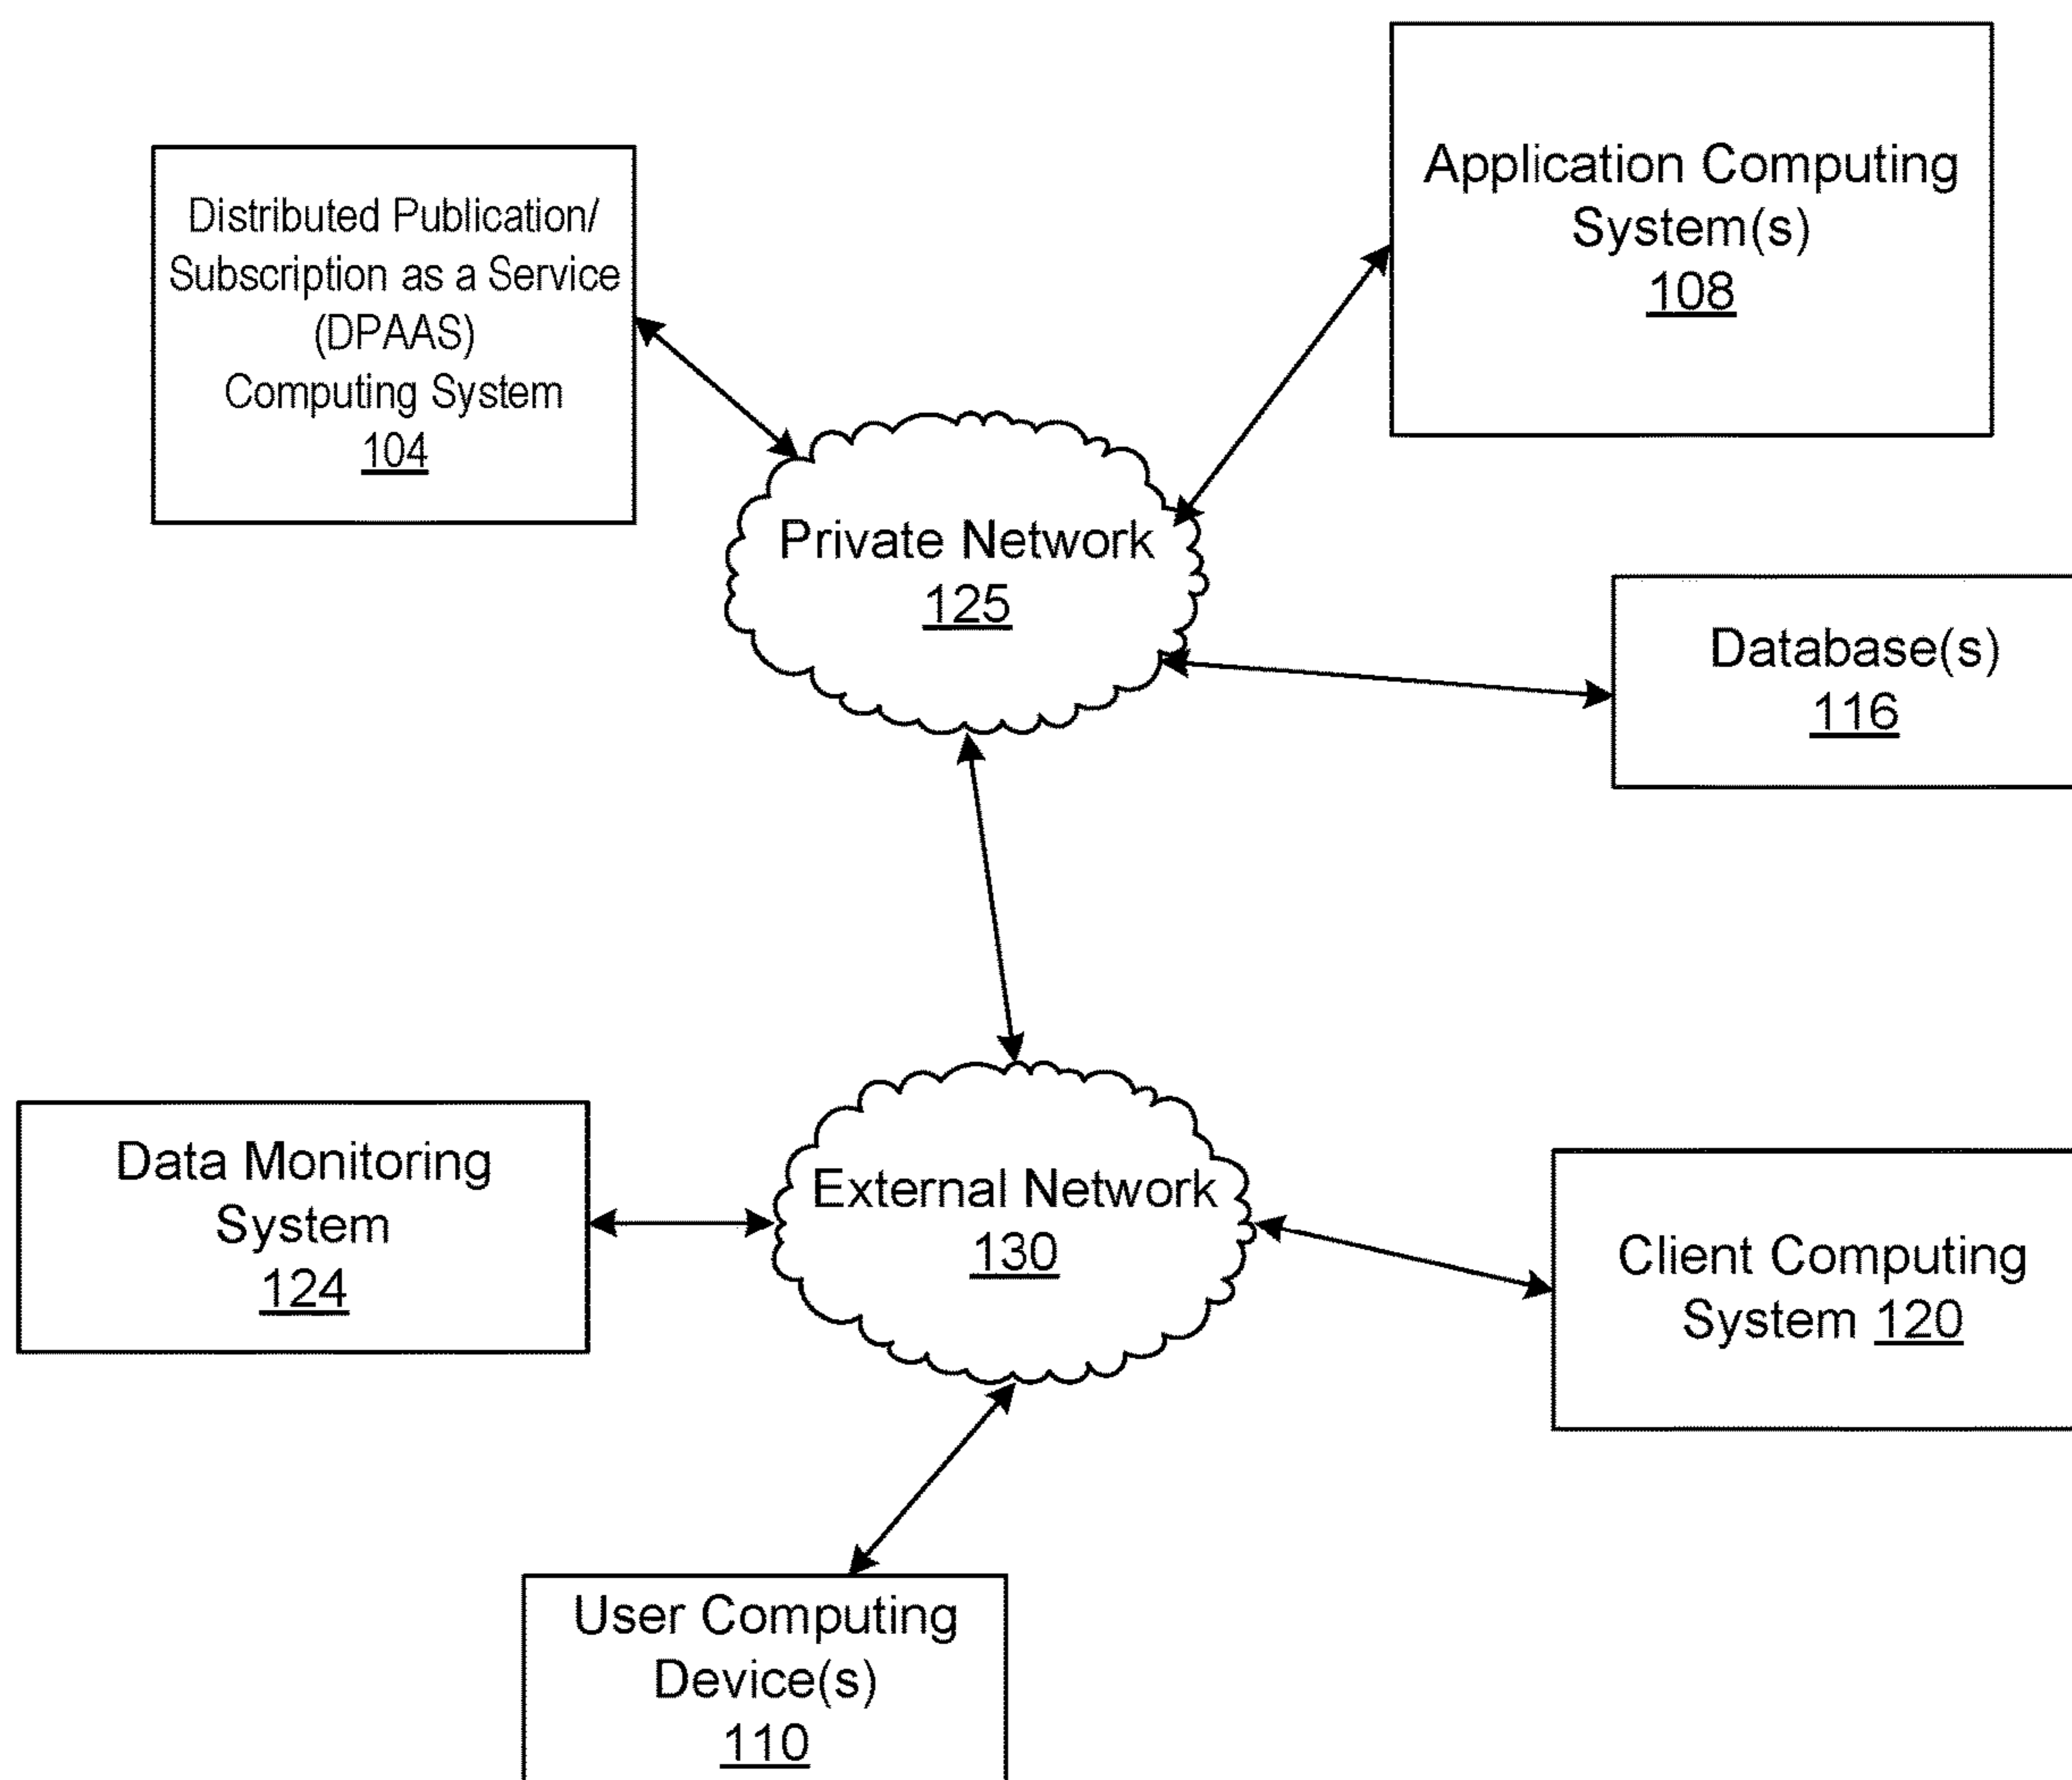 Distributed Publication/
Subscription as a Service
(DPAAS)
Computing System
104
Application Computing
System(s)
108
Private Network
125
Database(s)
116
Data Monitoring
System
124
External Network
130
Client Computing
System 120
User Computing
Device(s)
110